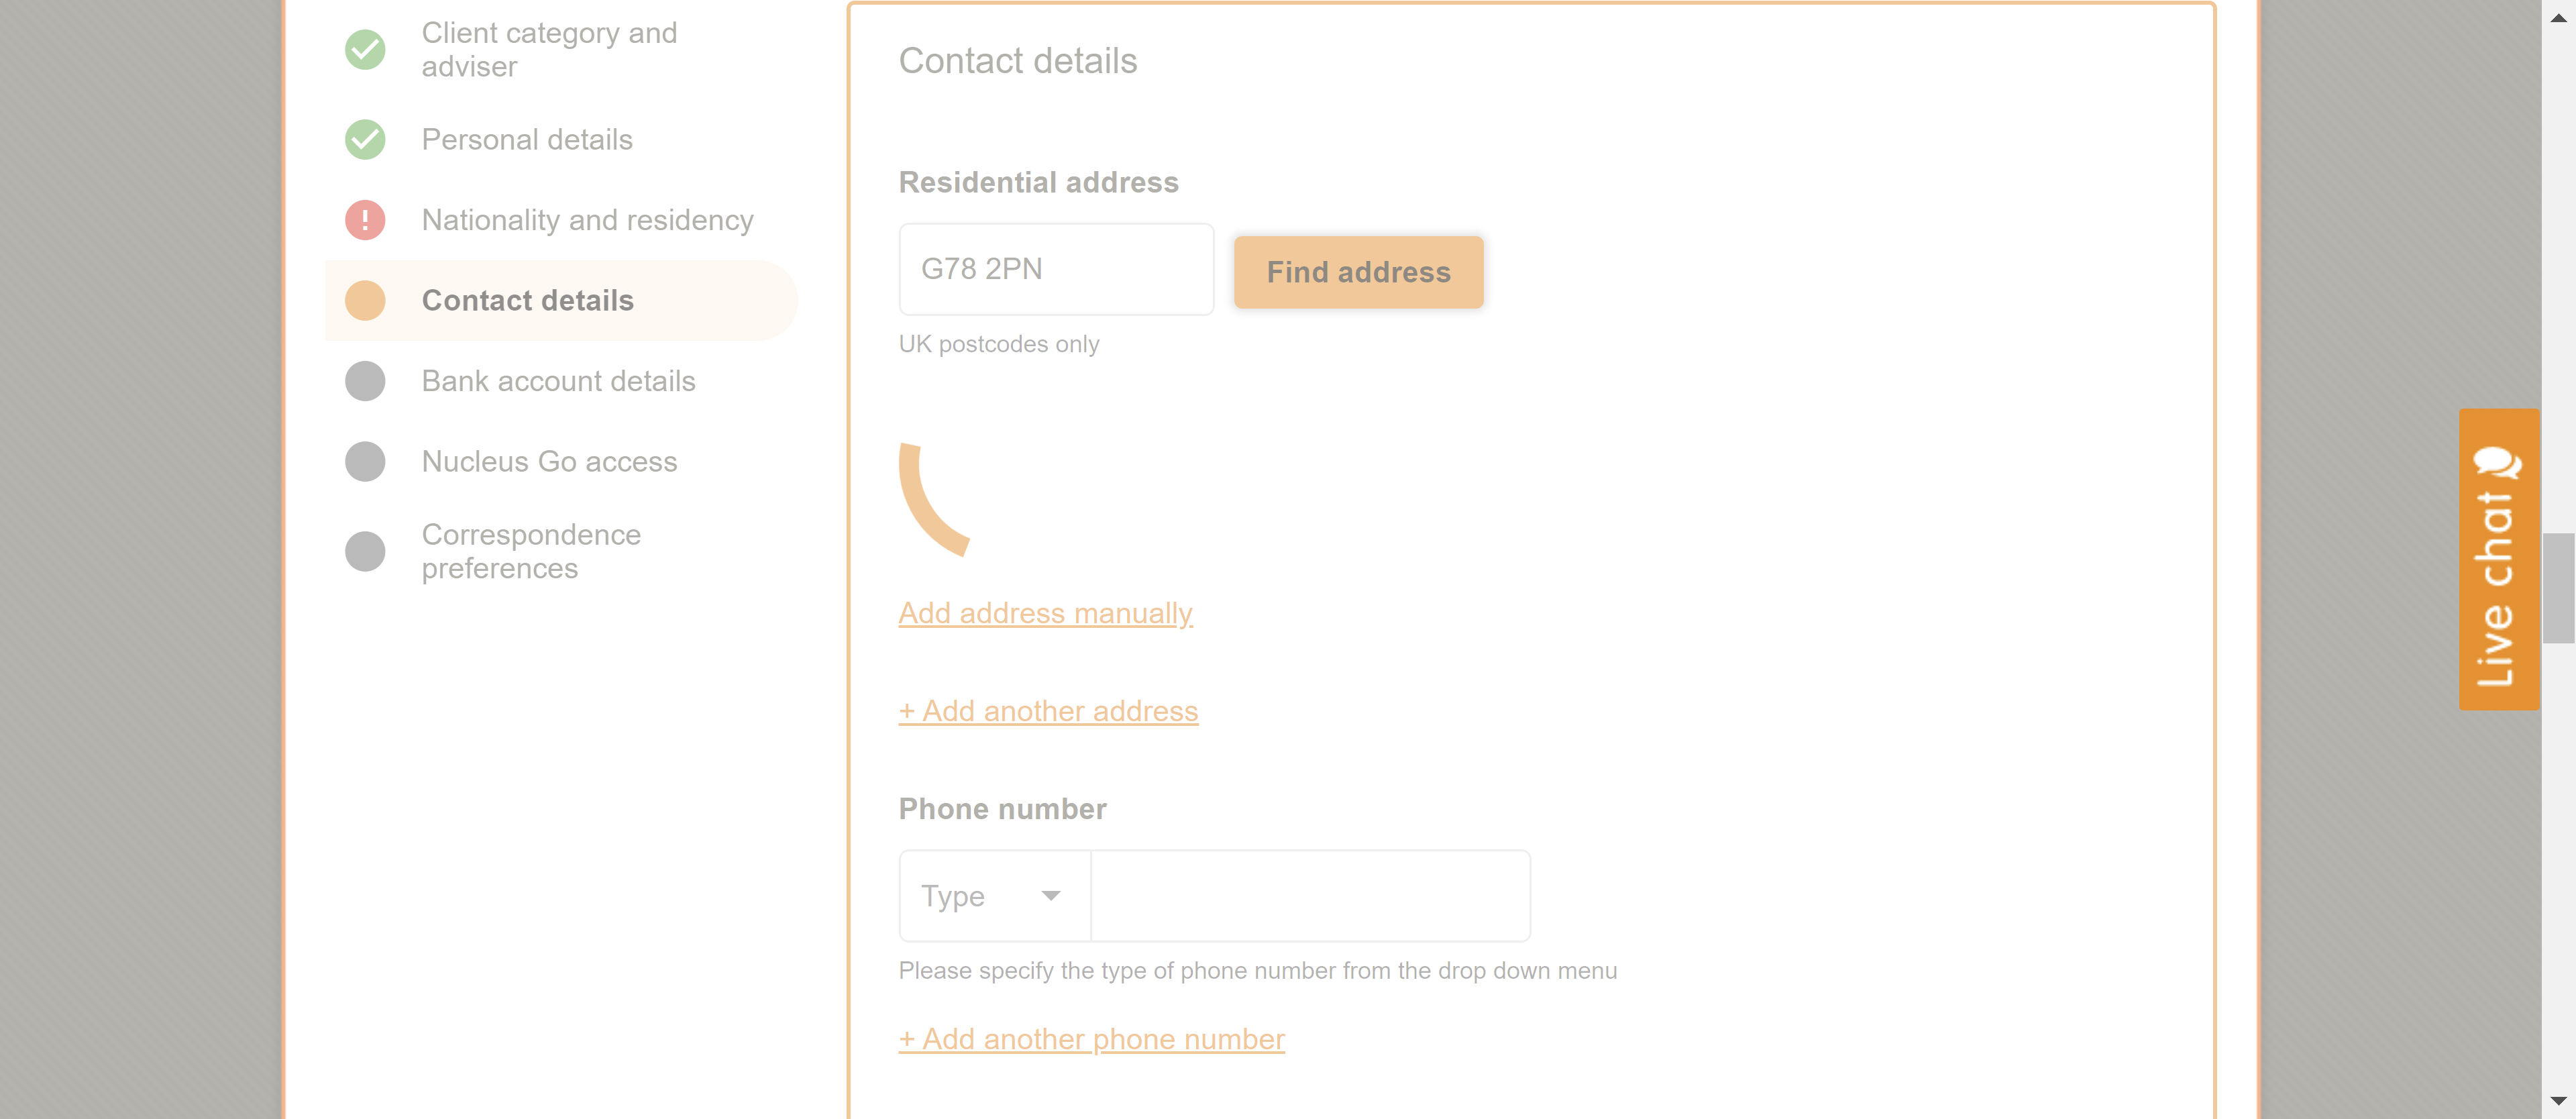 Client category and
adviser
Personal details
Nationality and residency
Contact details
Bank account details
Nucleus Go access
Correspondence
preferences
Contact details
Residential address
G78 2PN
Find address
UK postcodes only
Add address manually
+ Add another address
Phone number
Type
Please specify the type of phone number from the drop down menu
+ Add another phone number
Live chat